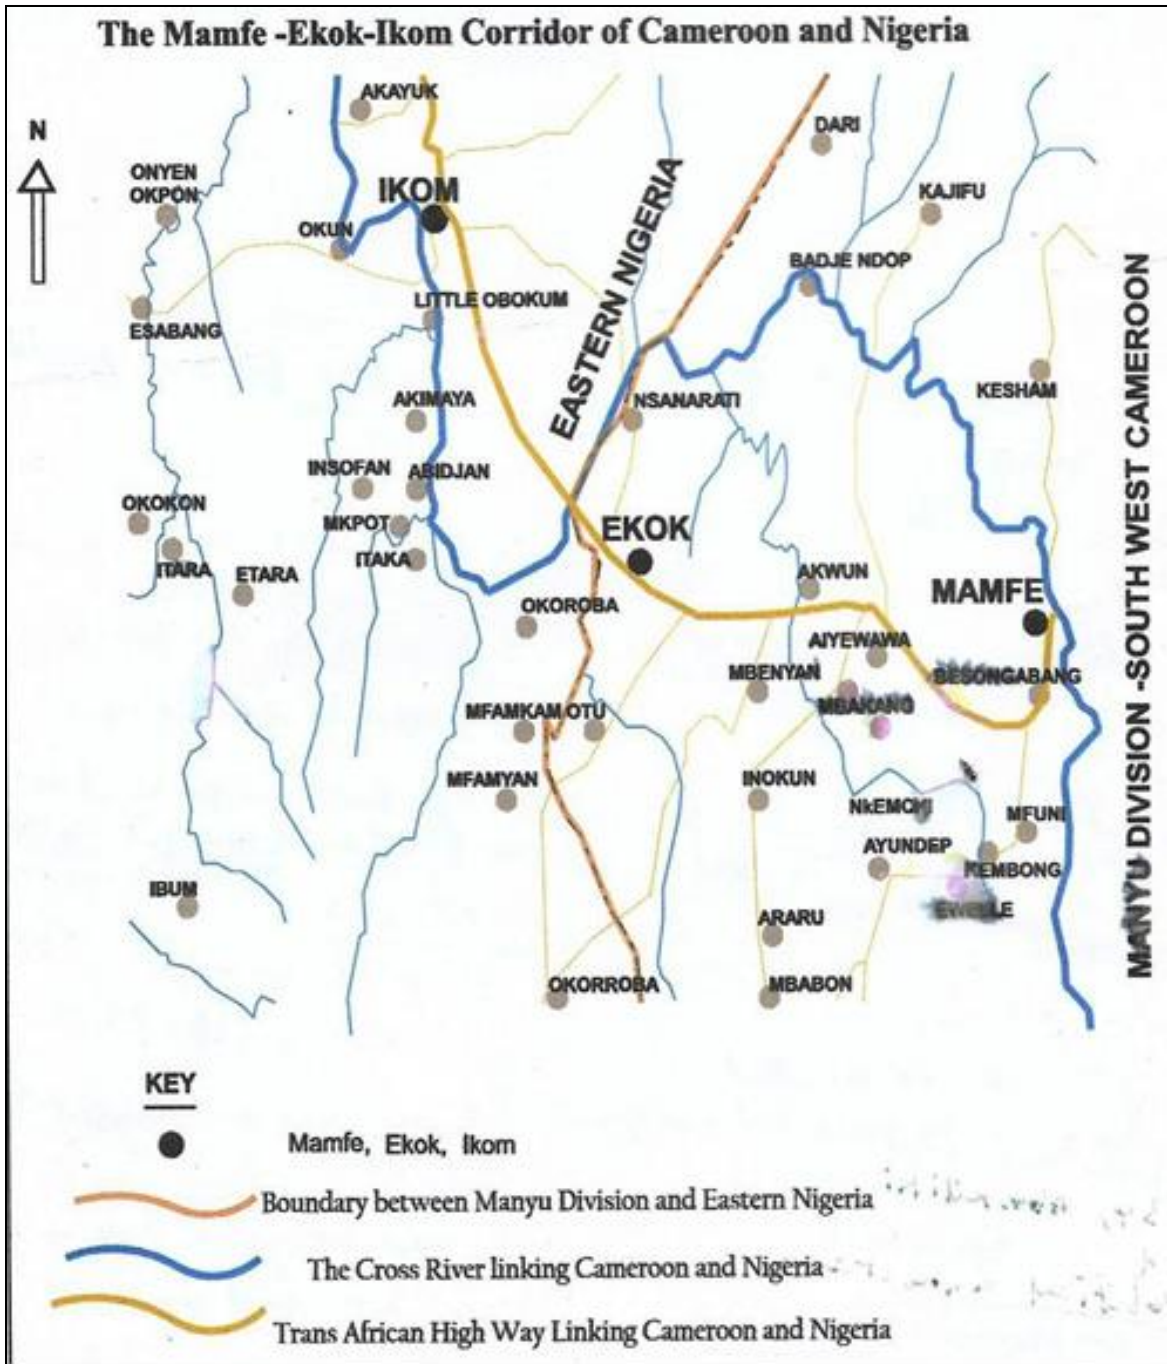 The Mamfe -Ekok-Ikom Corridor of Cameroon and Nigeria
N
AKAYUK
DARI
ONYEN
OKPON
IKOM
KAJIFU
OKUN
BADJE NDOP
EASTERN NIGERIA
LITTLE OBOKUM
ESABANG
KESHAM
AKIMAYA
NSANARATI
INSOFAN
ABIDJAN
OKOKON
MKPOT
EKOK
ITAKA
ITARA
ETARA
AKWUN
MAMFE
OKOROBA
AIYEWAWA
MBENYAN
BESONGABANG
MBAKANG
MFAMKAM OTU
MFAMYAN
INOKUN
NkEMCHI
MFUNI
AYUNDEP
KEMBONG
IBUM
EWELLE
ARARU
OKORROBA
MBABON
MANYU DIVISION -SOUTH WEST CAMEROON
KEY
Mamfe, Ekok, Ikom
Boundary between Manyu Division and Eastern Nigeria
The Cross River linking Cameroon and Nigeria
Trans African High Way Linking Cameroon and Nigeria